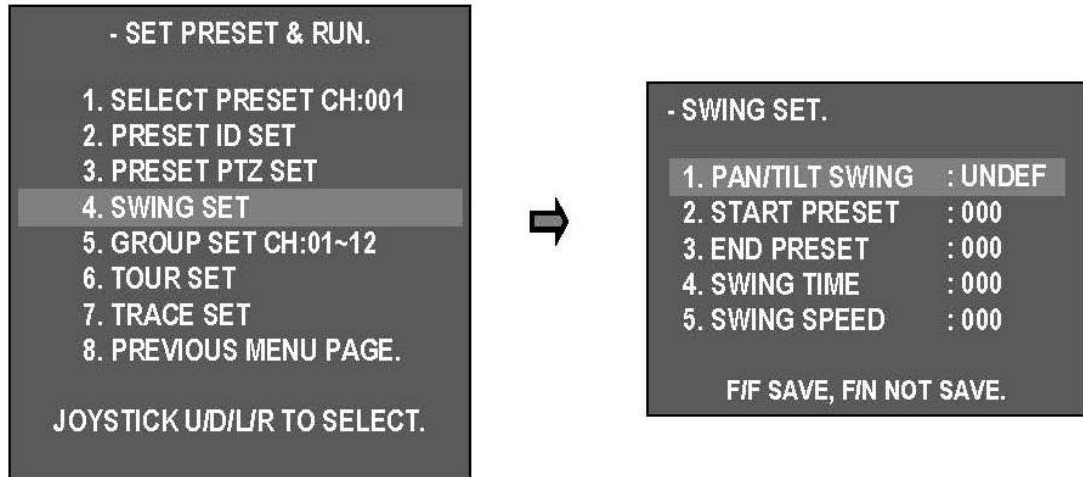 - SET PRESET & RUN.
1. SELECT PRESET CH:001
2. PRESET ID SET
3. PRESET PTZ SET
4. SWING SET
5. GROUP SET CH:01~12
6. TOUR SET
7. TRACE SET
8. PREVIOUS MENU PAGE.
JOYSTICK U/D/L/R TO SELECT.
- SWING SET.
1. PAN/TILT SWING : UNDEF
2. START PRESET : 000
3. END PRESET : 000
4. SWING TIME : 000
5. SWING SPEED : 000
F/F SAVE, F/N NOT SAVE.